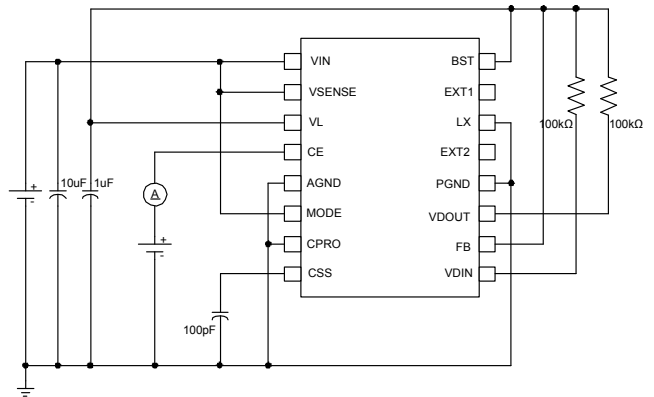 VIN
BST
VSENSE
EXT1
VL
LX
100kΩ
100kΩ
CE
EXT2
+
-
10uF
1uF
A
AGND
PGND
MODE
VDOUT
+
-
CPRO
FB
CSS
VDIN
100pF